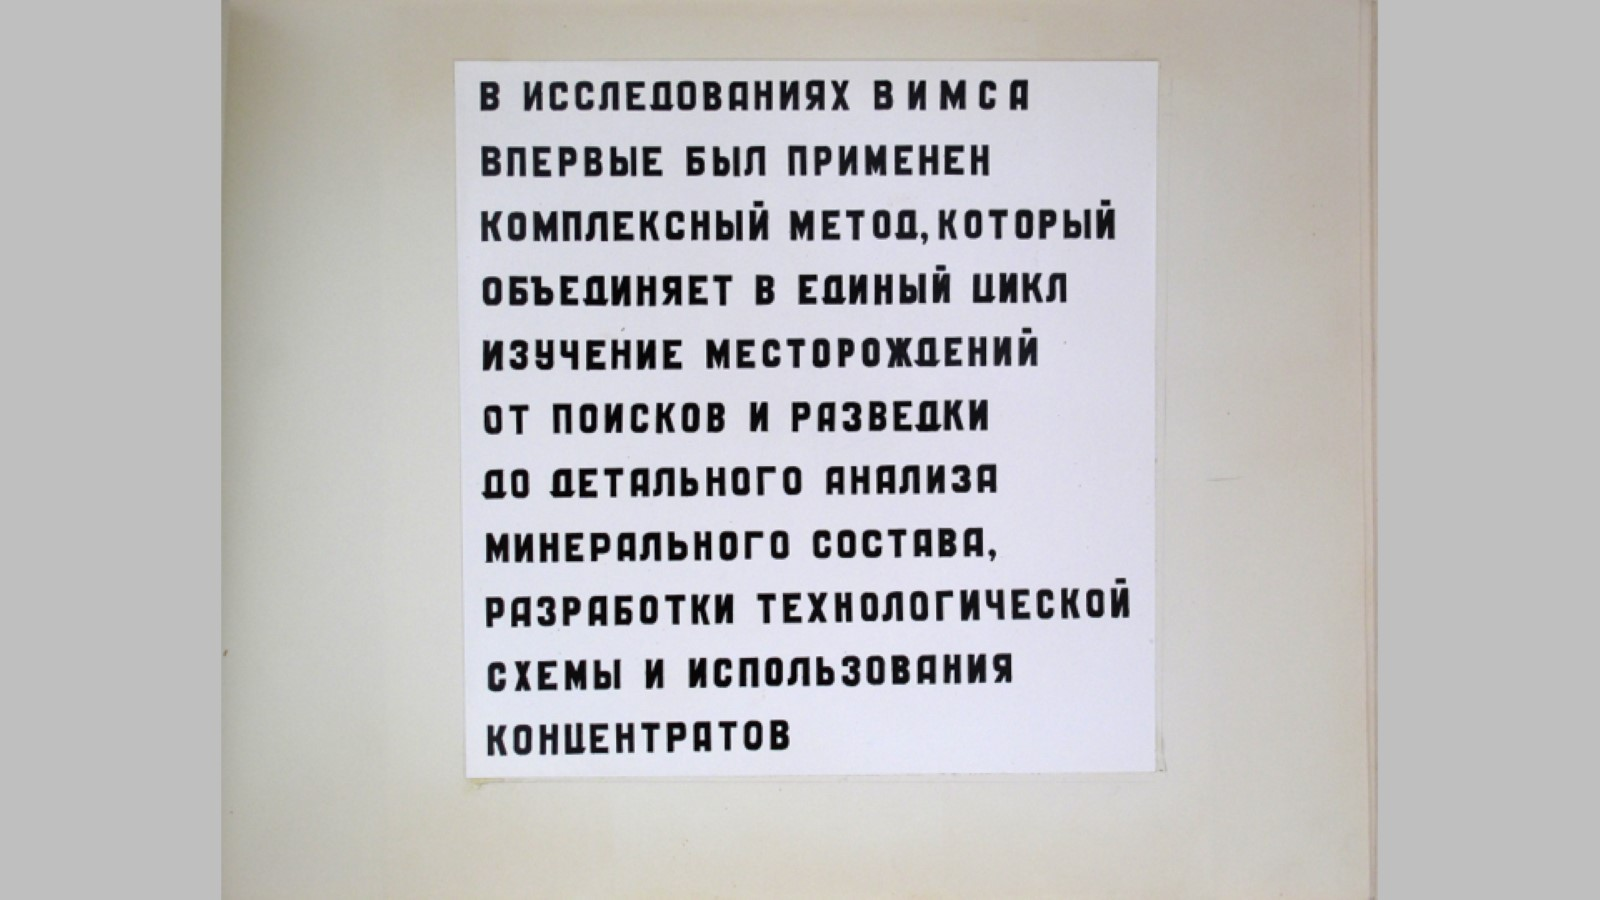 В ИССЛЕДОВАНИЯХ ВИМСА
ВПЕРВЫЕ БЫЛ ПРИМЕНЕН
КОМПЛЕКСНЫЙ МЕТОД, КОТОРЫЙ
ОБЪЕДИНЯЕТ В ЕДИНЫЙ ЦИКЛ
ИЗУЧЕНИЕ МЕСТОРОЖДЕНИЙ
ОТ ПОИСКОВ И РАЗВЕДКИ
ДО ДЕТАЛЬНОГО АНАЛИЗА
МИНЕРАЛЬНОГО СОСТАВА,
РАЗРАБОТКИ ТЕХНОЛОГИЧЕСКОЙ
СХЕМЫ И ИСПОЛЬЗОВАНИЯ
КОНЦЕНТРАТОВ